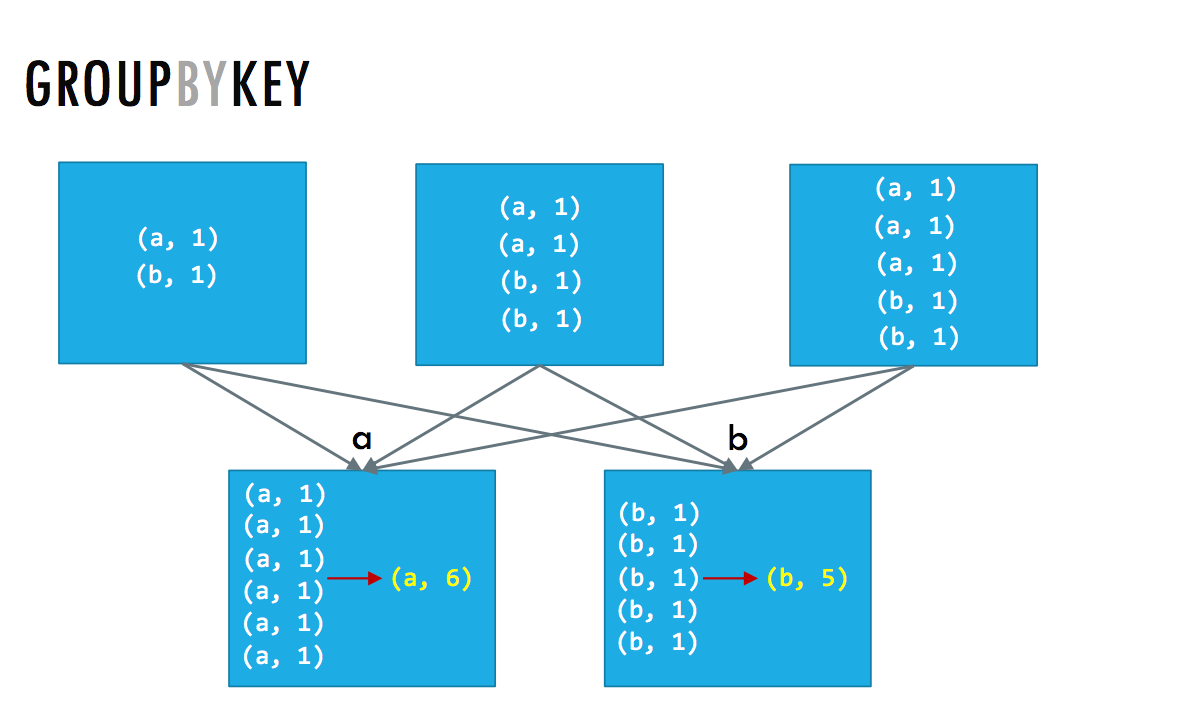 GROUPBYKEY
(a, 1)
(b, 1)
(a, 1)
(a, 1)
(b, 1)
(b, 1)
(a, 1)
(a, 1)
(a, 1)
(b, 1)
(b, 1)
a
b
(a, 1)
(a, 1)
(a, 1)
(a, 1)
(a, 1)
(a, 1)
(a, 6)
(b, 1)
(b, 1)
(b, 1)
(b, 1)
(b, 1)
(b, 5)